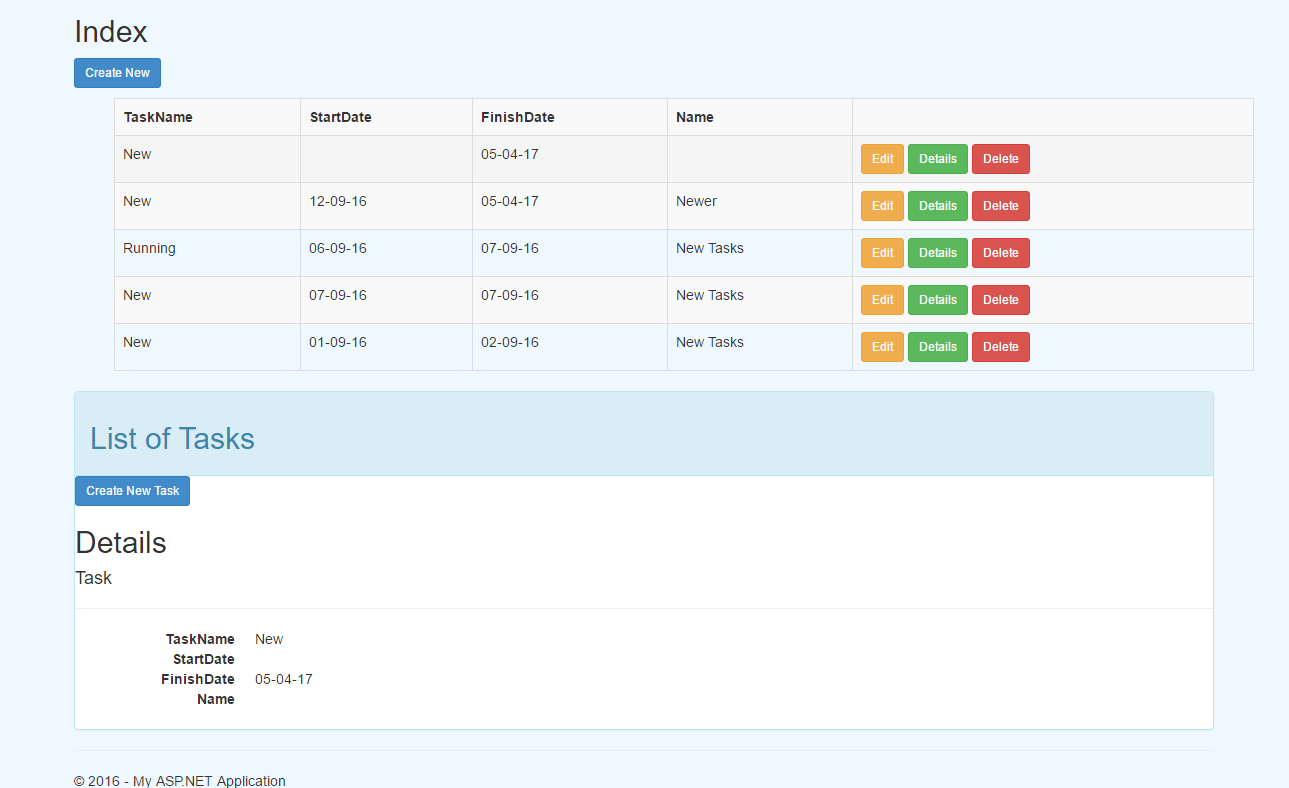 Index
Create New
TaskName StartDate FinishDate Name
New 05-04-17 Edit Details Delete
New 12-09-16 05-04-17 Newer Edit Details Delete
Running 06-09-16 07-09-16 New Tasks Edit Details Delete
New 07-09-16 07-09-16 New Tasks Edit Details Delete
New 01-09-16 02-09-16 New Tasks Edit Details Delete
List of Tasks
Create New Task
Details
Task
TaskName New
StartDate
FinishDate 05-04-17
Name
© 2016 - My ASP.NET Application